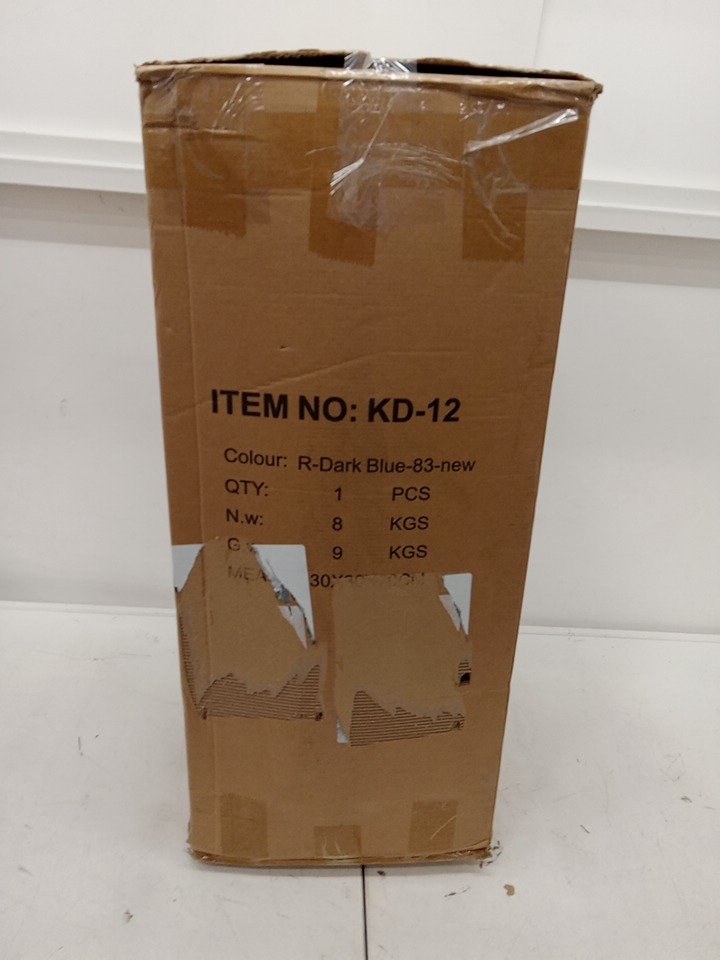 ITEM NO: KD-12
Colour: R-Dark Blue-83-new
QTY: 1 PCS
N.w: 8 KGS
9 KGS